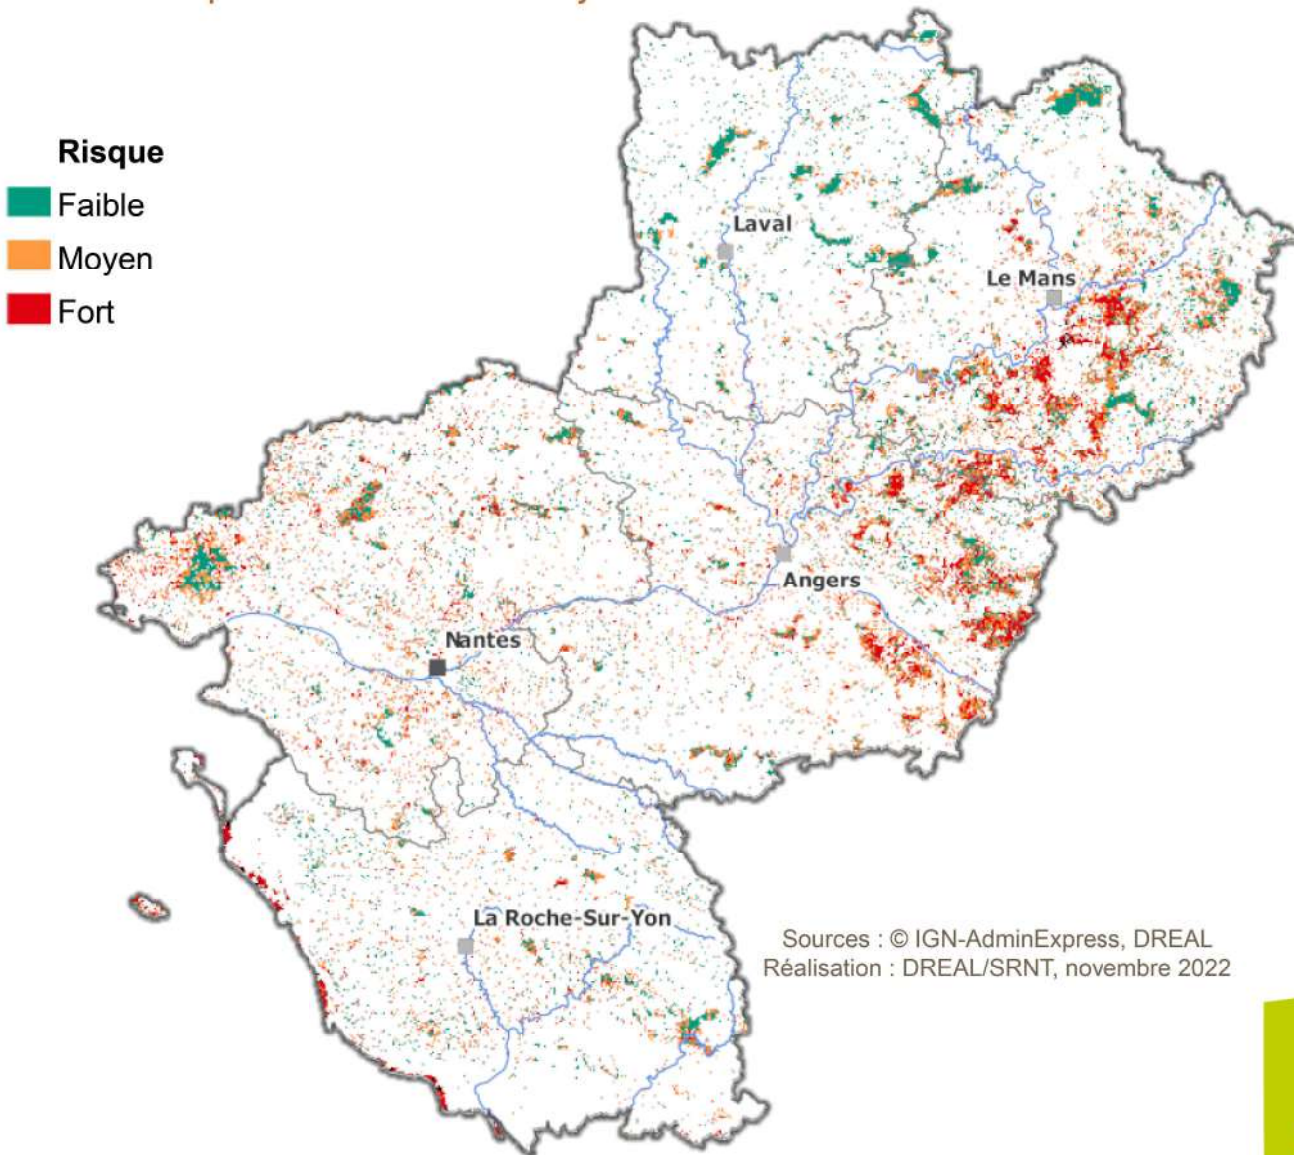 Risque
Faible
Moyen
Fort
Laval
Le Mans
Angers
Nantes
La Roche-Sur-Yon
Sources : © IGN-AdminExpress, DREAL
Réalisation : DREAL/SRNT, novembre 2022